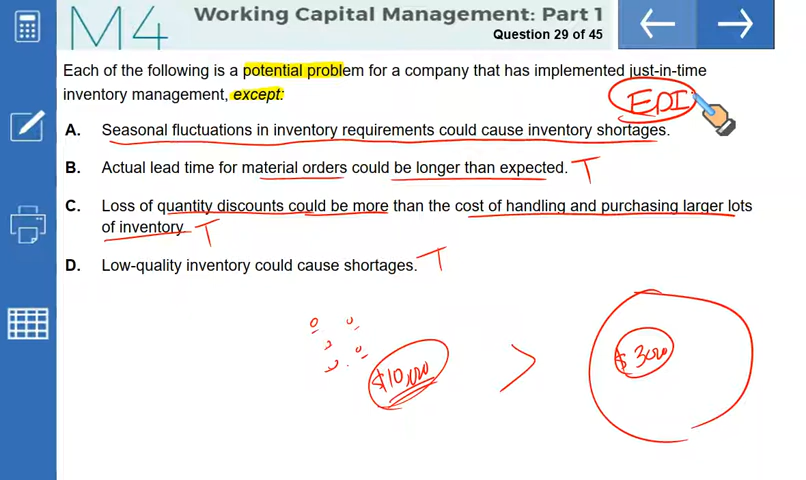 M4
Working Capital Management: Part 1
Question 29 of 45
Each of the following is a potential problem for a company that has implemented just-in-time
inventory management, except:
EDI
A. Seasonal fluctuations in inventory requirements could cause inventory shortages.
B. Actual lead time for material orders could be longer than expected. T
C. Loss of quantity discounts could be more than the cost of handling and purchasing larger lots
of inventory. T
D. Low-quality inventory could cause shortages. T
$10,000 > $3000